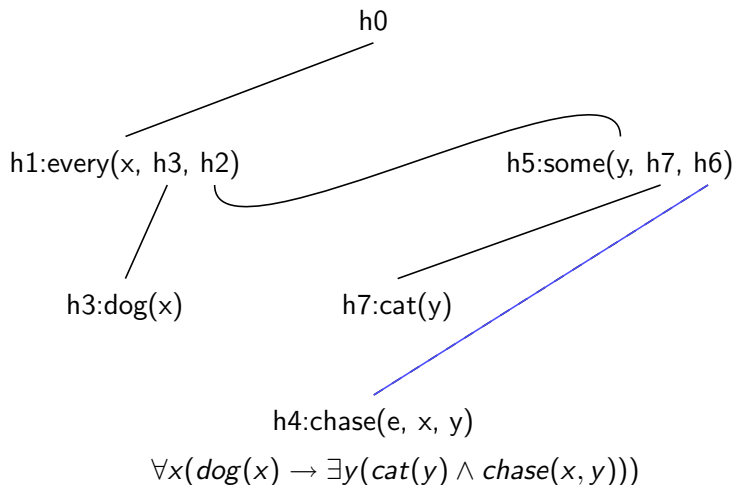 h0
h1:every(x, h3, h2) h5:some(y, h7, h6)
h3:dog(x) h7:cat(y)
h4:chase(e, x, y)
∀x(dog(x) → ∃y(cat(y) ∧ chase(x, y)))